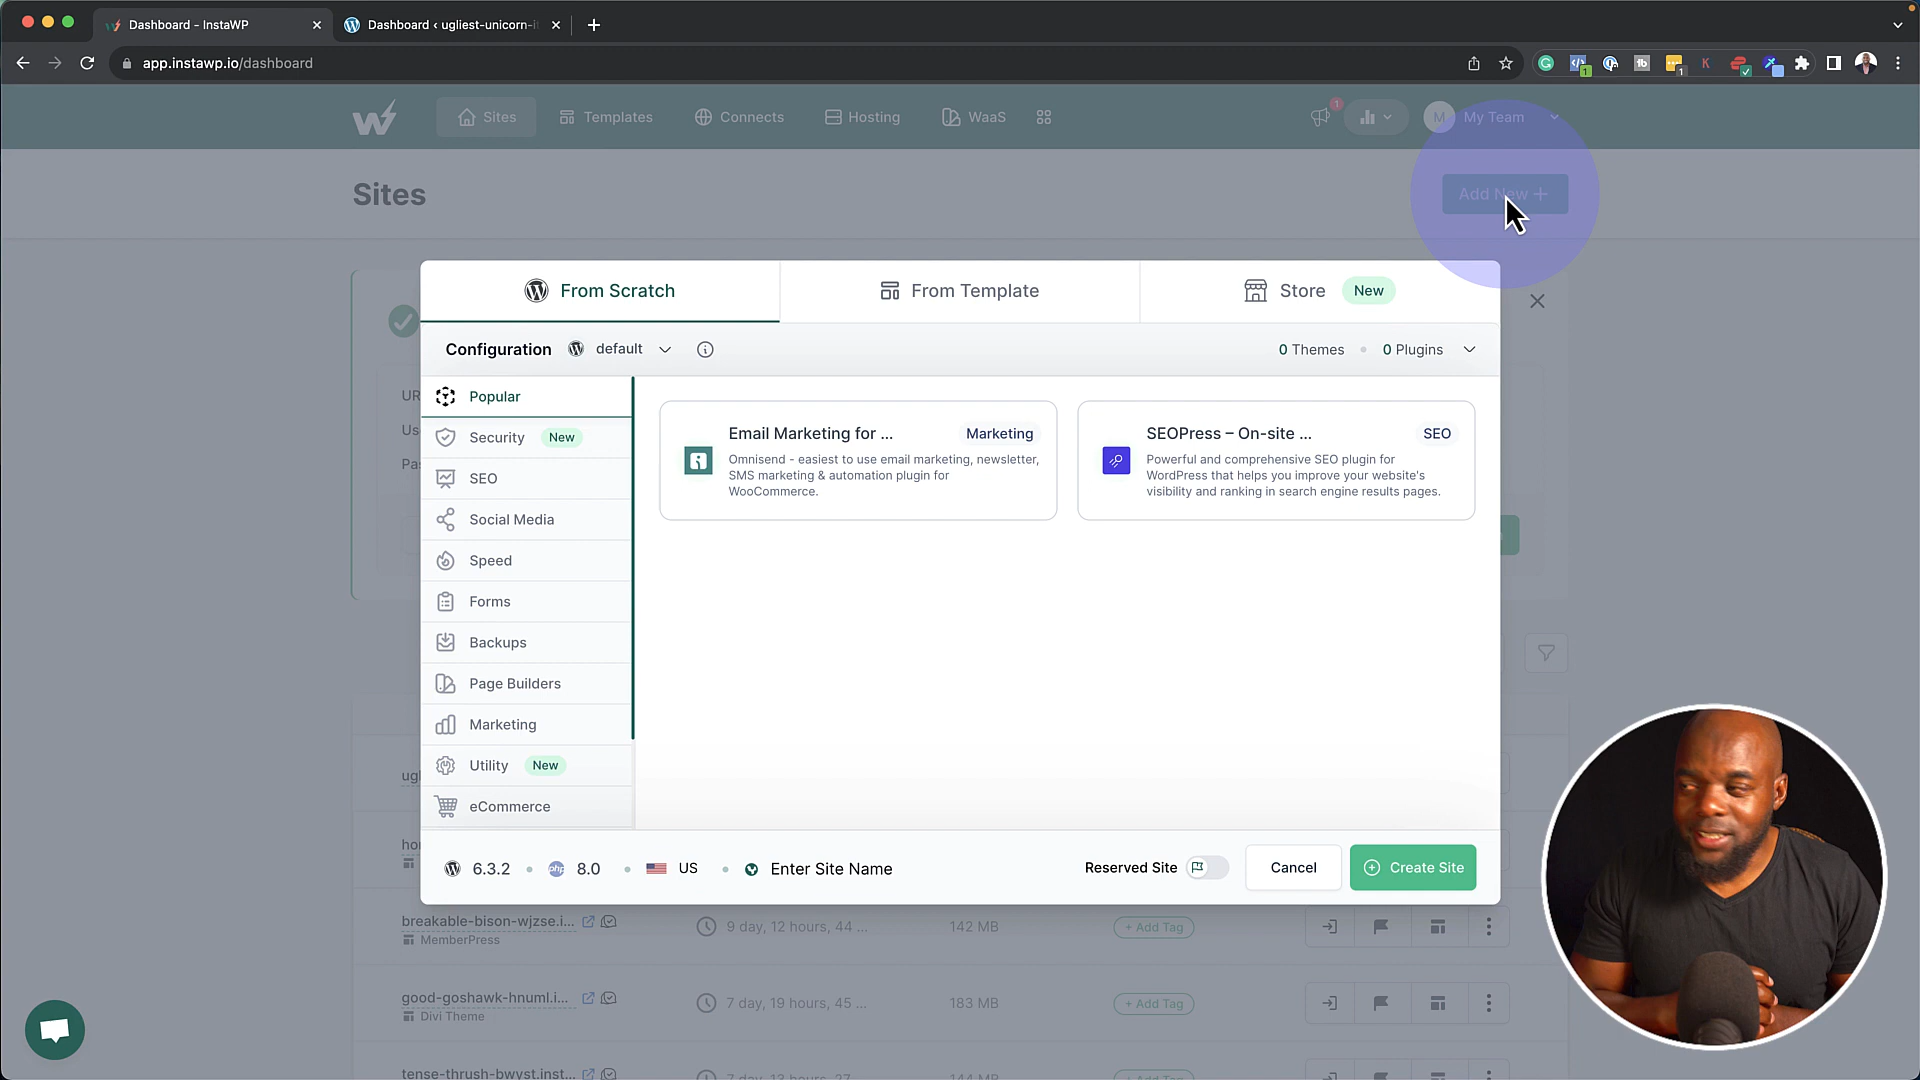 Dashboard - InstaWP
Dashboard ‹ ugliest-unicorn-i
app.instawp.io/dashboard
Sites
Templates
Connects
Hosting
WaaS
1
M
My Team
Sites
Add New +
From Scratch
From Template
Store
New
Configuration
default
0 Themes • 0 Plugins
UR
Us
Pa
Popular
Security
New
SEO
Social Media
Speed
Forms
Backups
Page Builders
Marketing
Utility
New
eCommerce
Email Marketing for ...
Marketing
Omnisend - easiest to use email marketing, newsletter,
SMS marketing & automation plugin for
WooCommerce.
SEOPress – On-site ...
SEO
Powerful and comprehensive SEO plugin for
WordPress that helps you improve your website's
visibility and ranking in search engine results pages.
ugl
hor
6.3.2 • php 8.0 • US • Enter Site Name
Reserved Site
Cancel
Create Site
breakable-bison-wjzse.i...
MemberPress
9 day, 12 hours, 44 ...
142 MB
+ Add Tag
good-goshawk-hnuml.i...
Divi Theme
7 day, 19 hours, 45 ...
183 MB
+ Add Tag
tense-thrush-bwyst.inst...
7 day, 13 hours, 27
144 MB
+ Add Tag